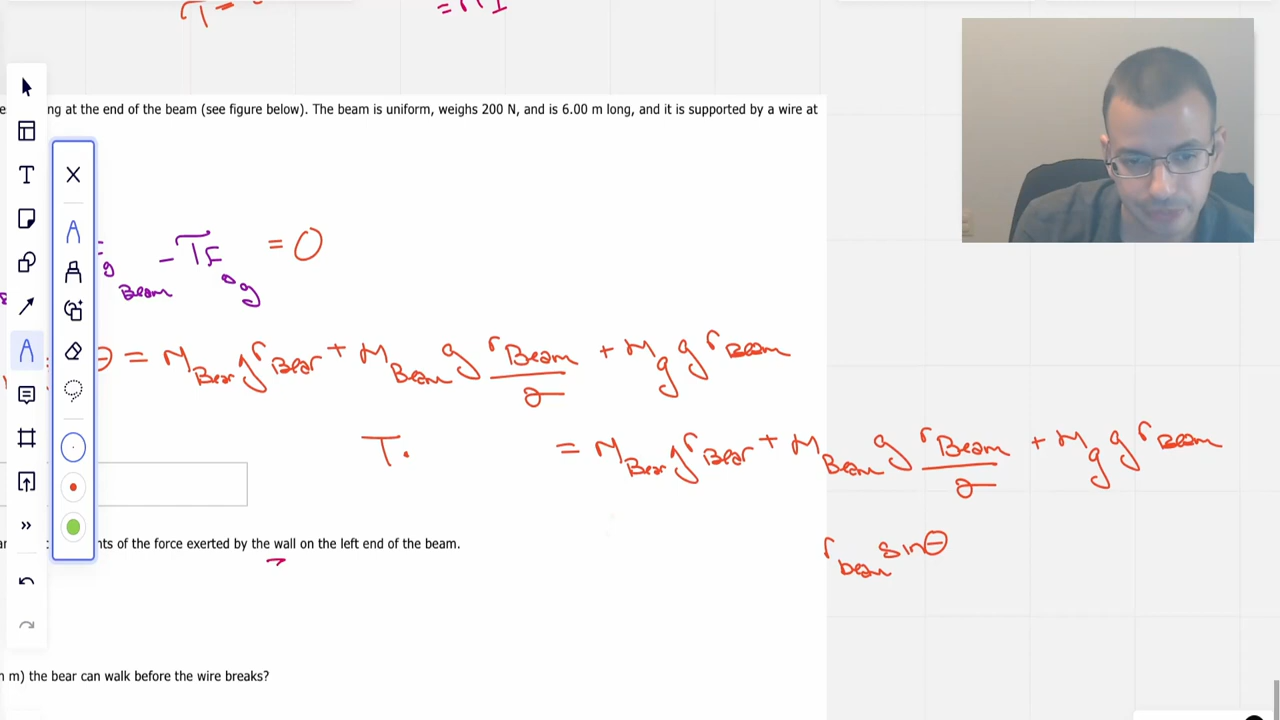 ng at the end of the beam (see figure below). The beam is uniform, weighs 200 N, and is 6.00 m long, and it is supported by a wire at
g Beam - τF g = 0
θ = M Bear g r Bear + M Beam g r Beam / 2 + M g g r Beam
T = M Bear g r Bear + M Beam g r Beam / 2 + M g g r Beam
r beam sin θ
nts of the force exerted by the wall on the left end of the beam.
m) the bear can walk before the wire breaks?